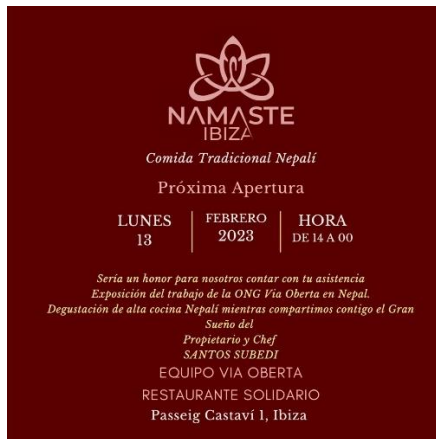 NAMASTE
IBIZA
Comida Tradicional Nepalí
Próxima Apertura
LUNES
13
FEBRERO
2023
HORA
DE 14 A 00
Sería un honor para nosotros contar con tu asistencia
Exposición del trabajo de la ONG Via Oberta en Nepal.
Degustación de alta cocina Nepalí mientras compartimos contigo el Gran
Sueño del
Propietario y Chef
SANTOS SUBEDI
EQUIPO VIA OBERTA
RESTAURANTE SOLIDARIO
Passeig Castaví 1, Ibiza